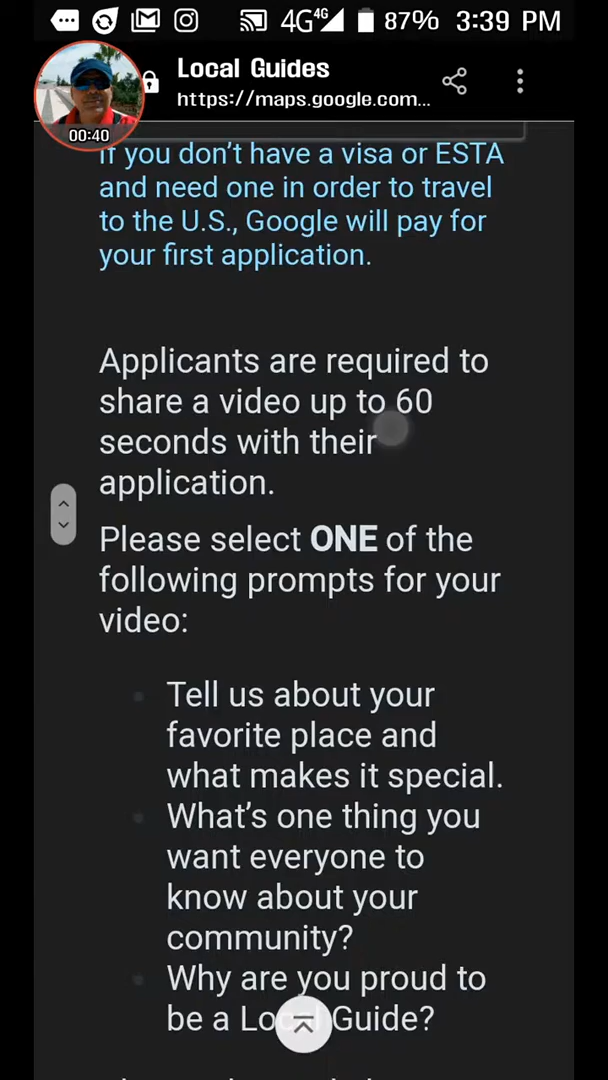 4G 4G 87% 3:39 PM
Local Guides
https://maps.google.com...
00:40
If you don't have a visa or ESTA
and need one in order to travel
to the U.S., Google will pay for
your first application.
Applicants are required to
share a video up to 60
seconds with their
application.
Please select ONE of the
following prompts for your
video:
Tell us about your
favorite place and
what makes it special.
What's one thing you
want everyone to
know about your
community?
Why are you proud to
be a Local Guide?